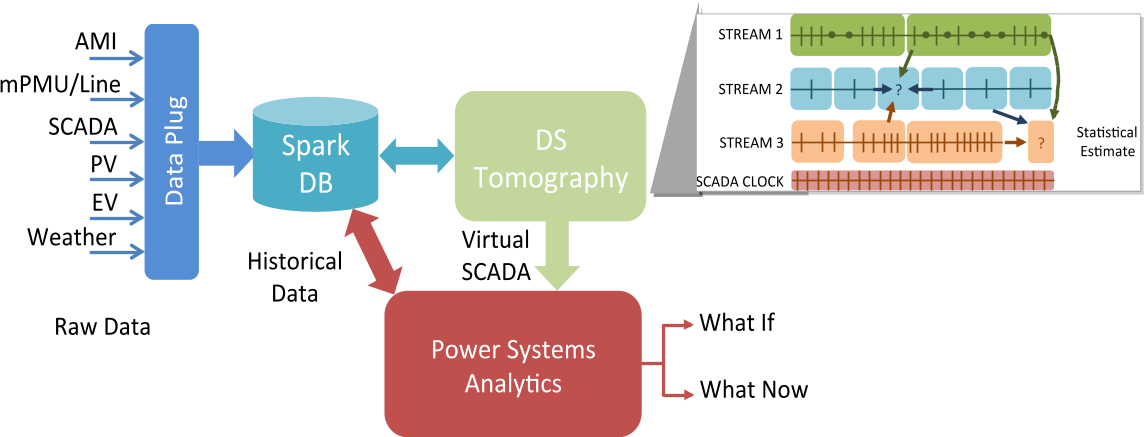 AMI
mPMU/Line
SCADA
PV
EV
Weather
Raw Data
Data Plug
Spark
DB
Historical
Data
DS
Tomography
Virtual
SCADA
Power Systems
Analytics
What If
What Now
STREAM 1
STREAM 2
?
STREAM 3
?
Statistical
Estimate
SCADA CLOCK